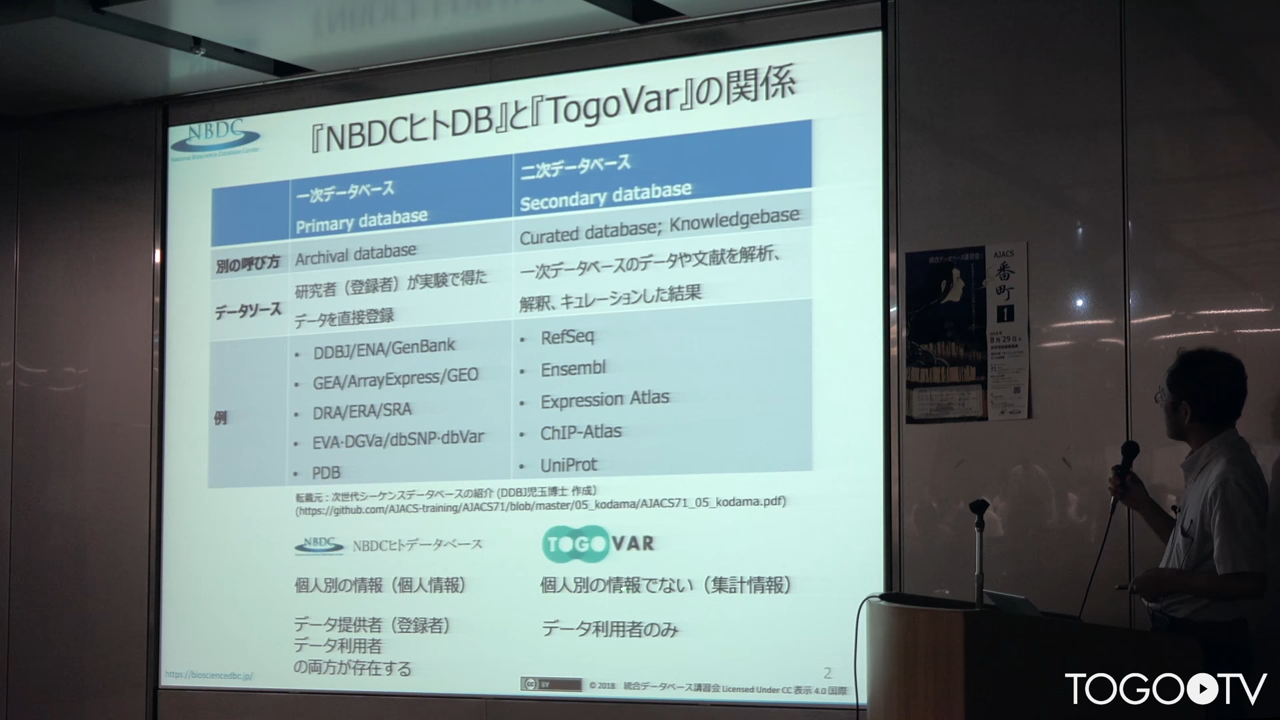 『NBDCヒトDB』と『TogoVar』の関係
NBDC
一次データベース
Primary database
二次データベース
Secondary database
別の呼び方
Archival database
Curated database; Knowledgebase
データソース
研究者（登録者）が実験で得た
データを直接登録
一次データベースのデータや文献を解析、
解釈、キュレーションした結果
例
• DDBJ/ENA/GenBank
• GEA/ArrayExpress/GEO
• DRA/ERA/SRA
• EVA·DGVa/dbSNP·dbVar
• PDB
• RefSeq
• Ensembl
• Expression Atlas
• ChIP-Atlas
• UniProt
転載元：次世代シーケンスデータベースの紹介 (DDBJ児玉博士 作成)
(https://github.com/AJACS-training/AJACS71/blob/master/05_kodama/AJACS71_05_kodama.pdf)
NBDC NBDCヒトデータベース
TOGO VAR
個人別の情報（個人情報）
個人別の情報でない（集計情報）
データ提供者（登録者）
データ利用者
の両方が存在する
データ利用者のみ
https://biosciencedbc.jp/
2
cc BY © 2018 統合データベース講習会 Licensed Under CC 表示 4.0 国際
AJACS
番町
1
8月29日
TOGO TV